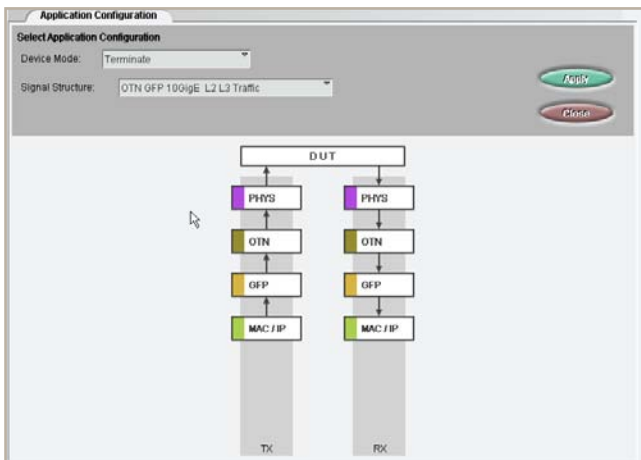 Application Configuration
Select Application Configuration
Device Mode: Terminate
Signal Structure: OTN GFP 10GigE L2 L3 Traffic
Apply
Close
DUT
PHYS PHYS
OTN OTN
GFP GFP
MAC / IP MAC / IP
TX RX